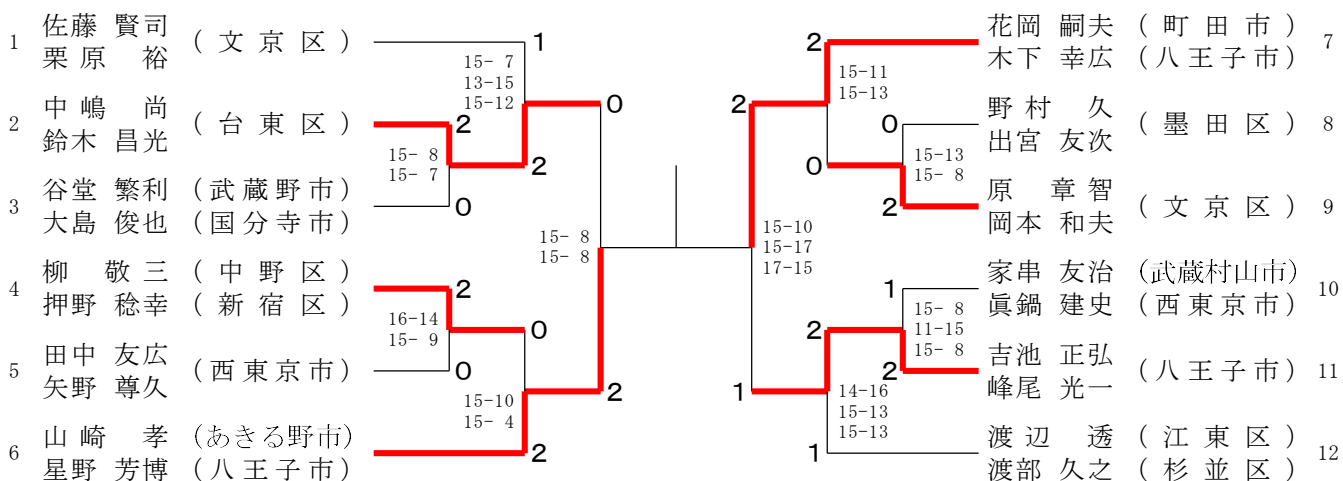 1 佐藤 賢司 (文京区)
栗原 裕
1
15- 7
13-15
15-12
0
2 中嶋 尚 (台東区)
鈴木 昌光
2
15- 8
15- 7
2
3 谷堂 繁利 (武蔵野市)
大島 俊也 (国分寺市)
0
15- 8
15- 8
4 柳 敬三 (中野区)
押野 稔幸 (新宿区)
2
16-14
15- 9
0
5 田中 友広 (西東京市)
矢野 尊久
0
15-10
15- 4
2
6 山崎 孝 (あきる野市)
星野 芳博 (八王子市)
2
花岡 嗣夫 (町田市) 7
木下 幸広 (八王子市)
2
15-11
15-13
2
野村 久 (墨田区) 8
出宮 友次
0
15-13
15- 8
0
原 章智 (文京区) 9
岡本 和夫
2
15-10
15-17
17-15
家串 友治 (武蔵村山市) 10
眞鍋 建史 (西東京市)
1
15- 8
11-15
15- 8
2
吉池 正弘 (八王子市) 11
峰尾 光一
2
14-16
15-13
15-13
1
渡辺 透 (江東区) 12
渡部 久之 (杉並区)
1